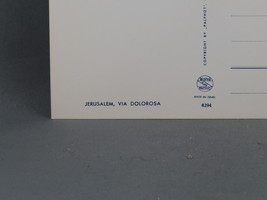 COPYRIGHT BY "PALPHOT"
MADE IN ISRAEL
8394
JERUSALEM, VIA DOLOROSA